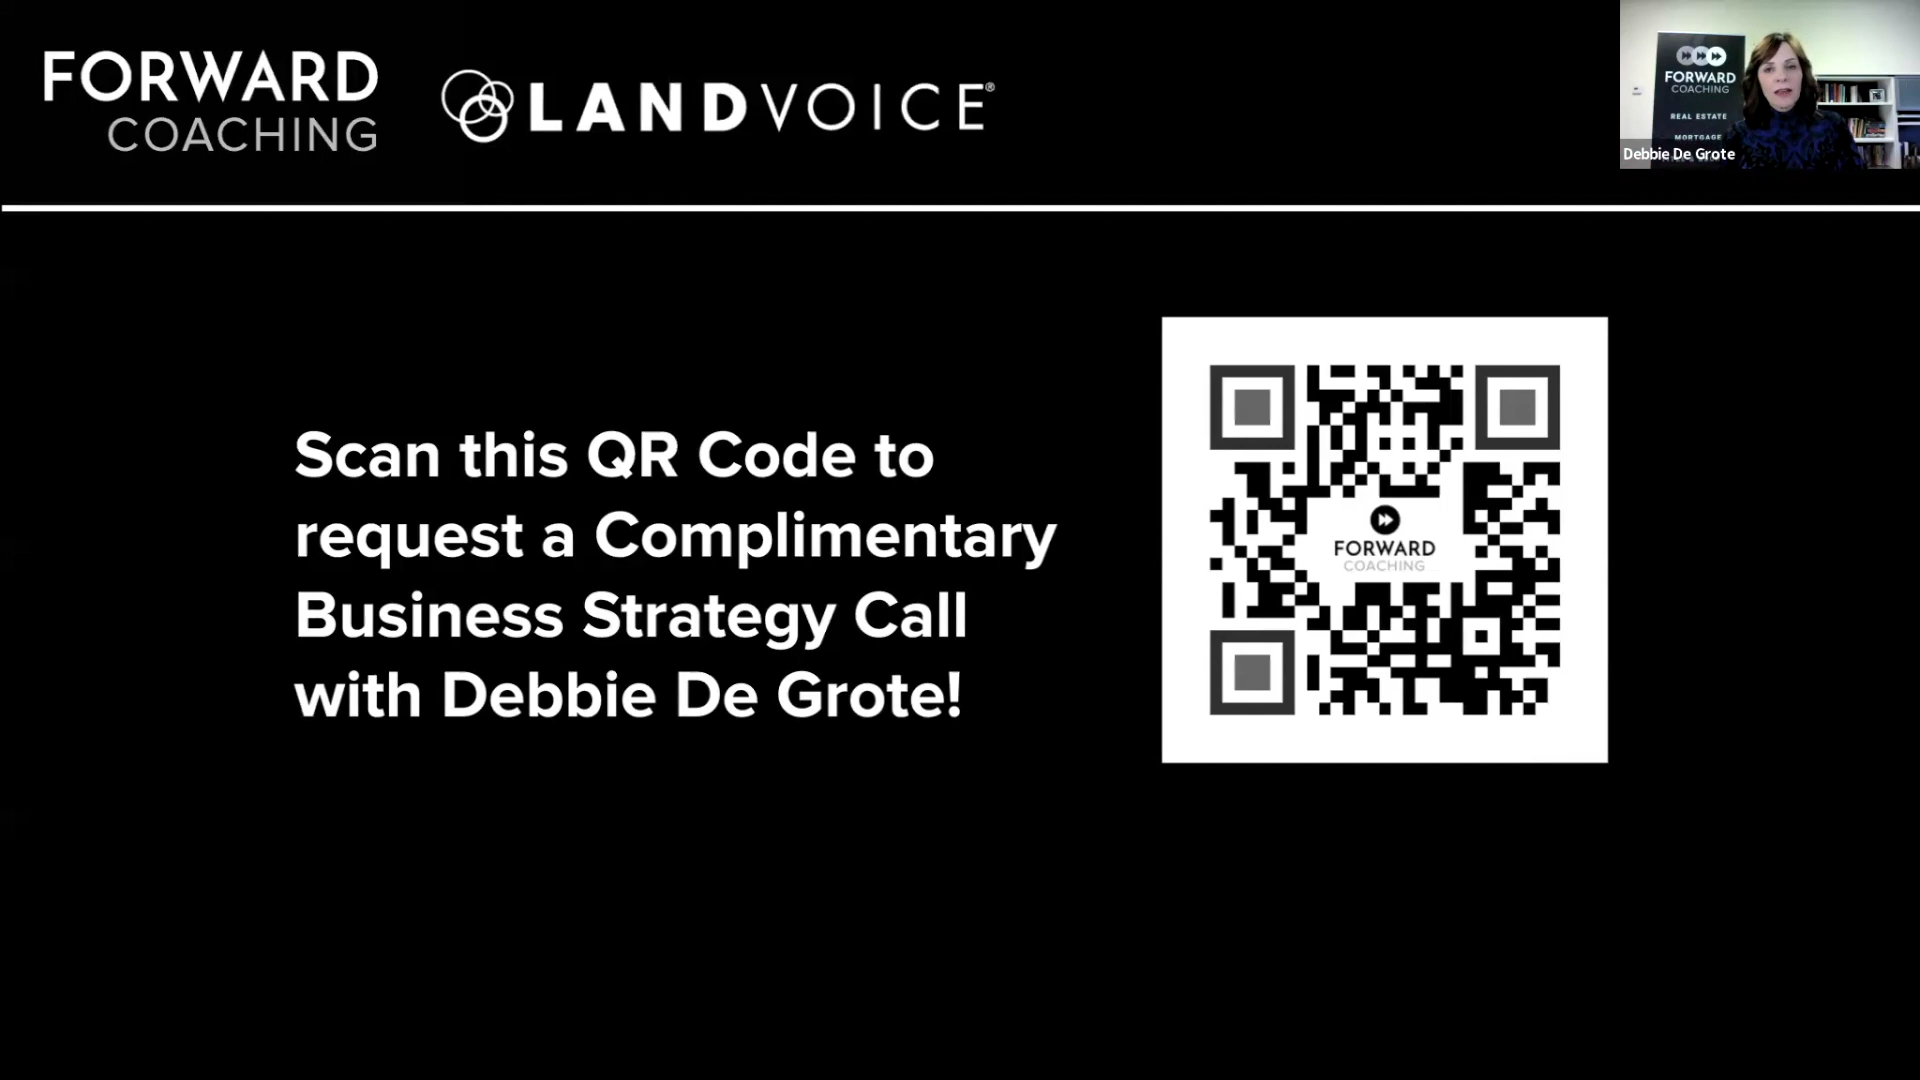 FORWARD
COACHING
LANDVOICE®
FORWARD
COACHING
REAL ESTATE
MORTGAGE
Debbie De Grote
Scan this QR Code to
request a Complimentary
Business Strategy Call
with Debbie De Grote!
FORWARD
COACHING